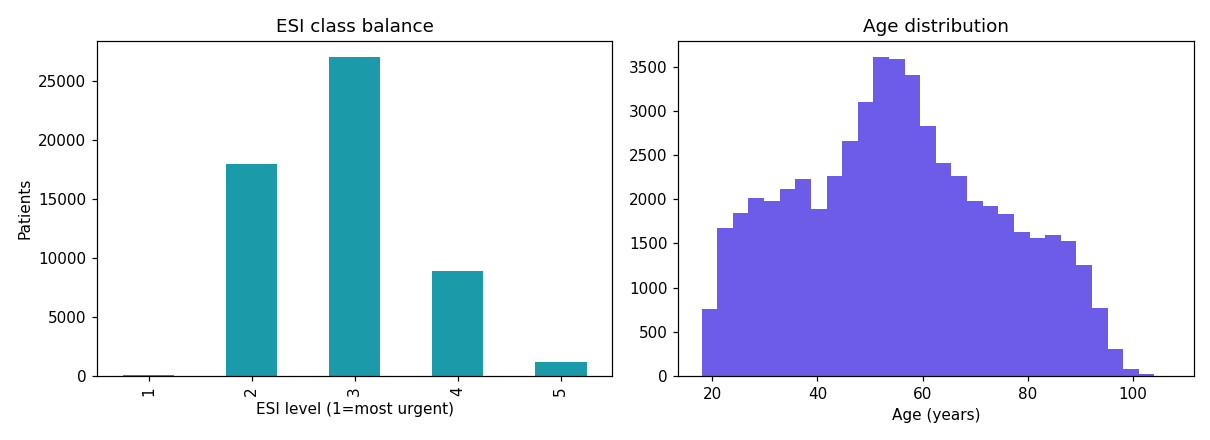 ESI class balance
Patients
25000
20000
15000
10000
5000
0
1 2 3 4 5
ESI level (1=most urgent)
Age distribution
3500
3000
2500
2000
1500
1000
500
0
20 40 60 80 100
Age (years)